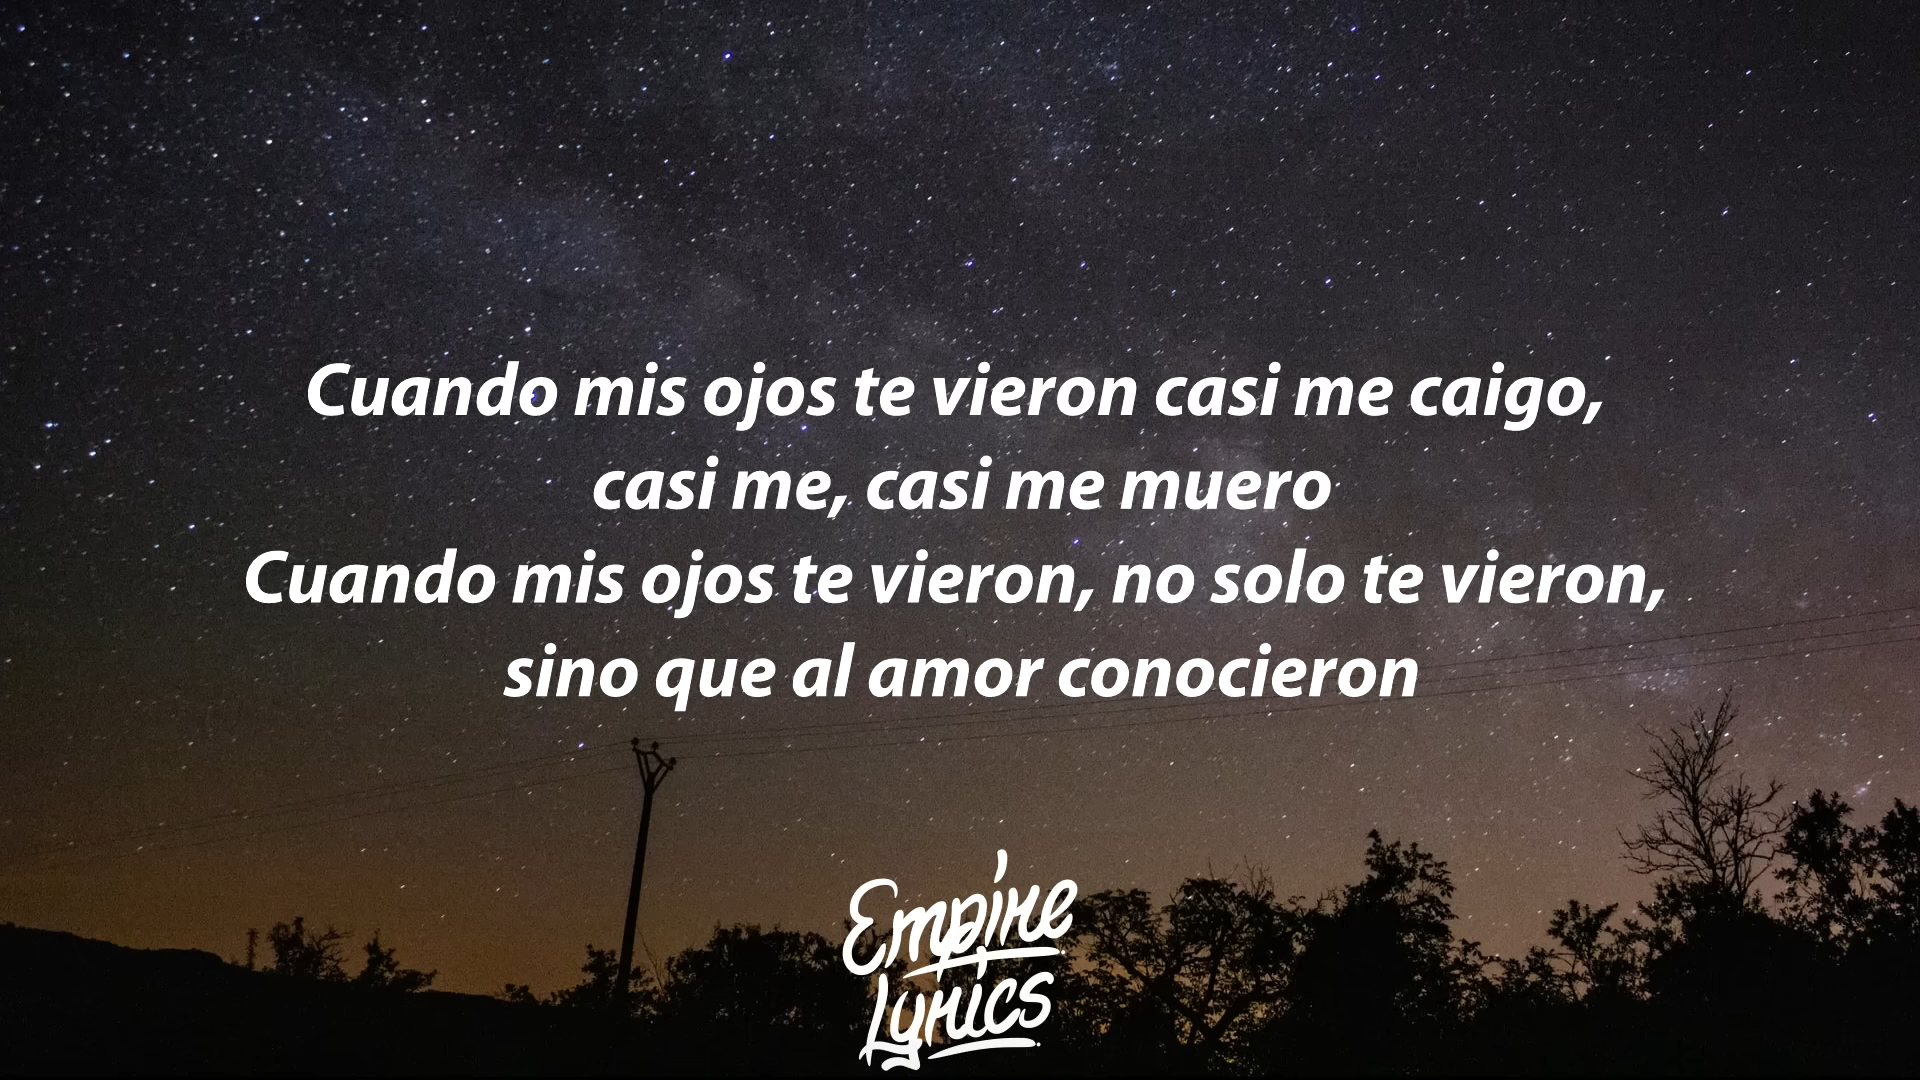 Cuando mis ojos te vieron casi me caigo,
casi me, casi me muero
Cuando mis ojos te vieron, no solo te vieron,
sino que al amor conocieron
Empire
Lyrics